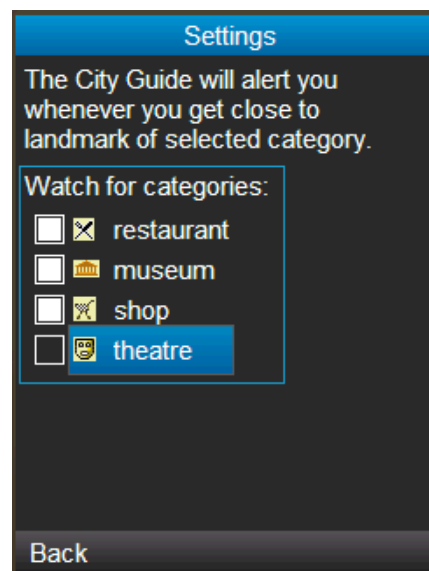 Settings
The City Guide will alert you
whenever you get close to
landmark of selected category.
Watch for categories:
restaurant
museum
shop
theatre
Back